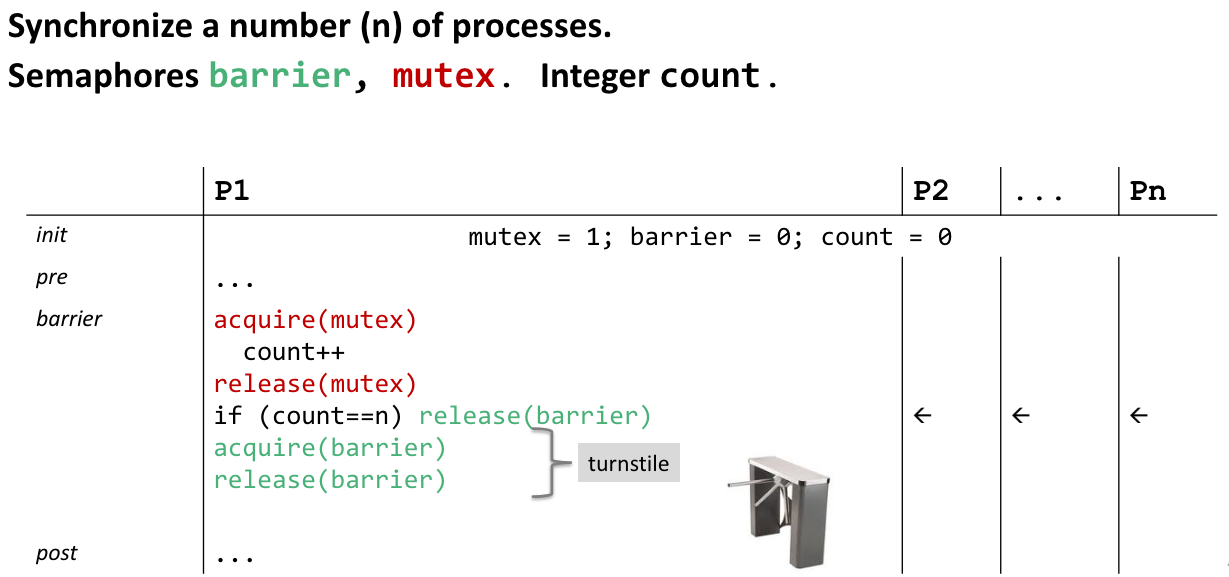 Synchronize a number (n) of processes.
Semaphores barrier, mutex. Integer count.
P1 P2 ... Pn
init mutex = 1; barrier = 0; count = 0
pre ...
barrier acquire(mutex)
count++
release(mutex)
if (count==n) release(barrier) ← ← ←
acquire(barrier)
turnstile
release(barrier)
post ...